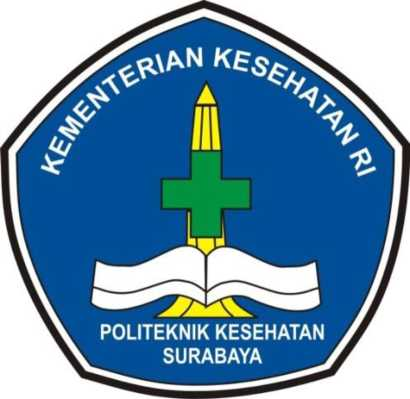 KEMENTERIAN KESEHATAN RI
POLITEKNIK KESEHATAN
SURABAYA